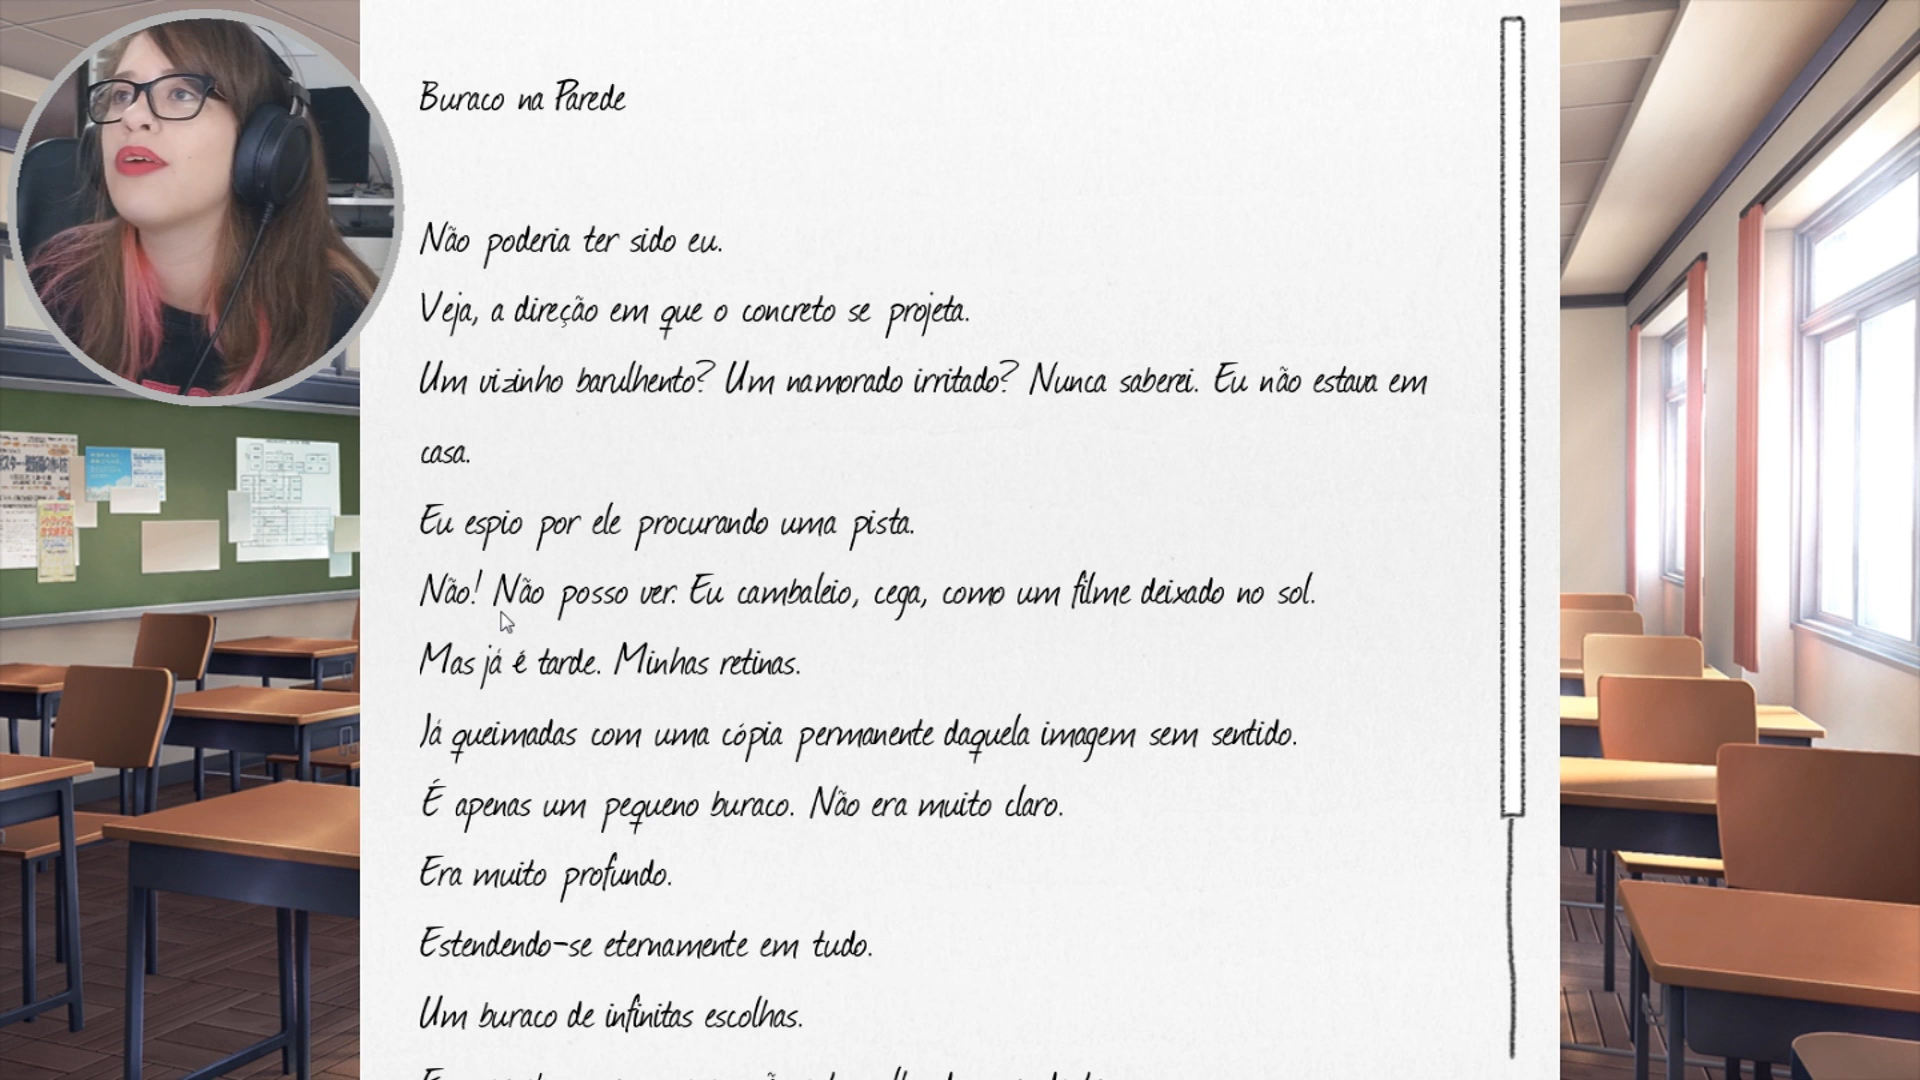 Buraco na Parede
Não poderia ter sido eu.
Veja, a direção em que o concreto se projeta.
Um vizinho barulhento? Um namorado irritado? Nunca saberei. Eu não estava em
casa.
Eu espio por ele procurando uma pista.
Não! Não posso ver. Eu cambaleio, cega, como um filme deixado no sol.
Mas já é tarde. Minhas retinas.
Já queimadas com uma cópia permanente daquela imagem sem sentido.
É apenas um pequeno buraco. Não era muito claro.
Era muito profundo.
Estendendo-se eternamente em tudo.
Um buraco de infinitas escolhas.